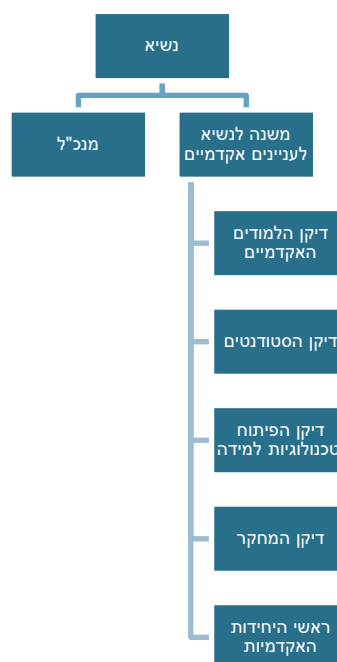 נשיא
משנה לנשיא
לעניינים אקדמיים
מנכ"ל
דיקן הלמודים
האקדמיים
דיקן הסטודנטים
דיקן הפיתוח
טכנולוגיות למידה
דיקן המחקר
ראשי היחידות
האקדמיות